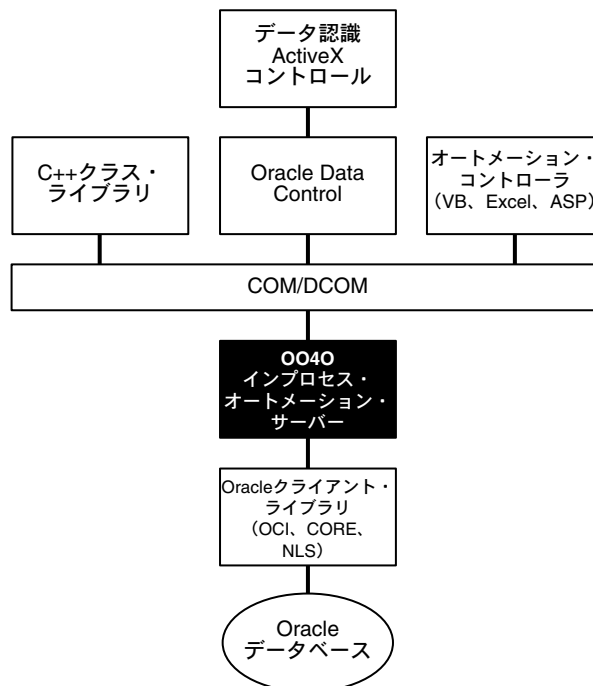 データ認識
ActiveX
コントロール
C++クラス・
ライブラリ
Oracle Data
Control
オートメーション・
コントローラ
（VB、Excel、ASP）
COM/DCOM
OO4O
インプロセス・
オートメーション・
サーバー
Oracleクライアント・
ライブラリ
（OCI、CORE、
NLS）
Oracle
データベース